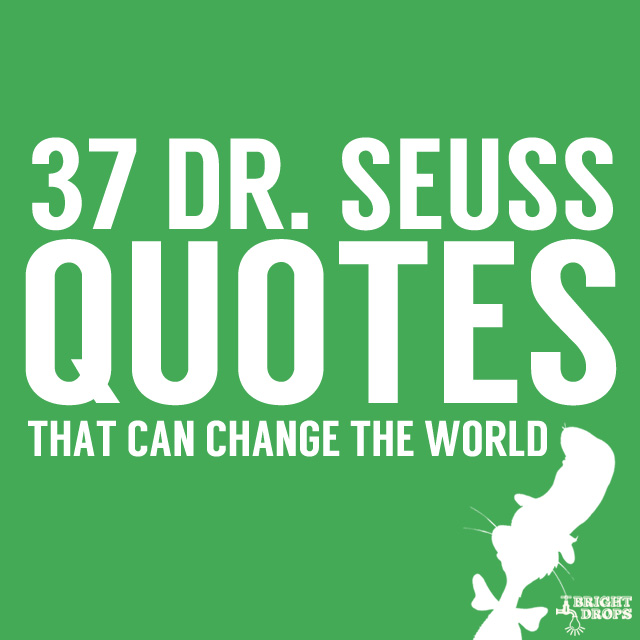 37 DR. SEUSS
QUOTES
THAT CAN CHANGE THE WORLD
BRIGHT
DROPS